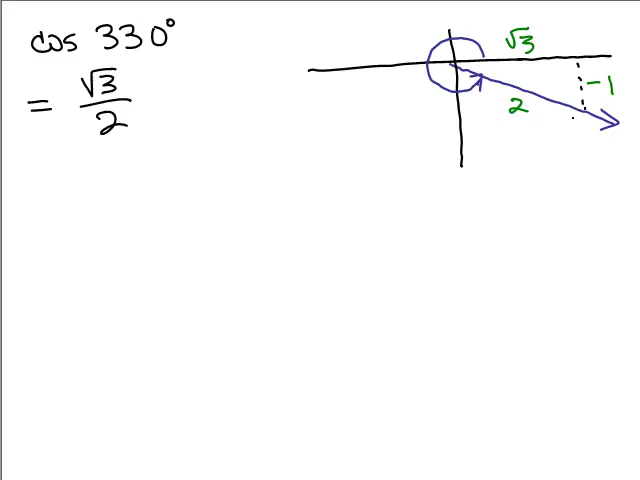 cos 330°
= √3/2
√3
-1
2